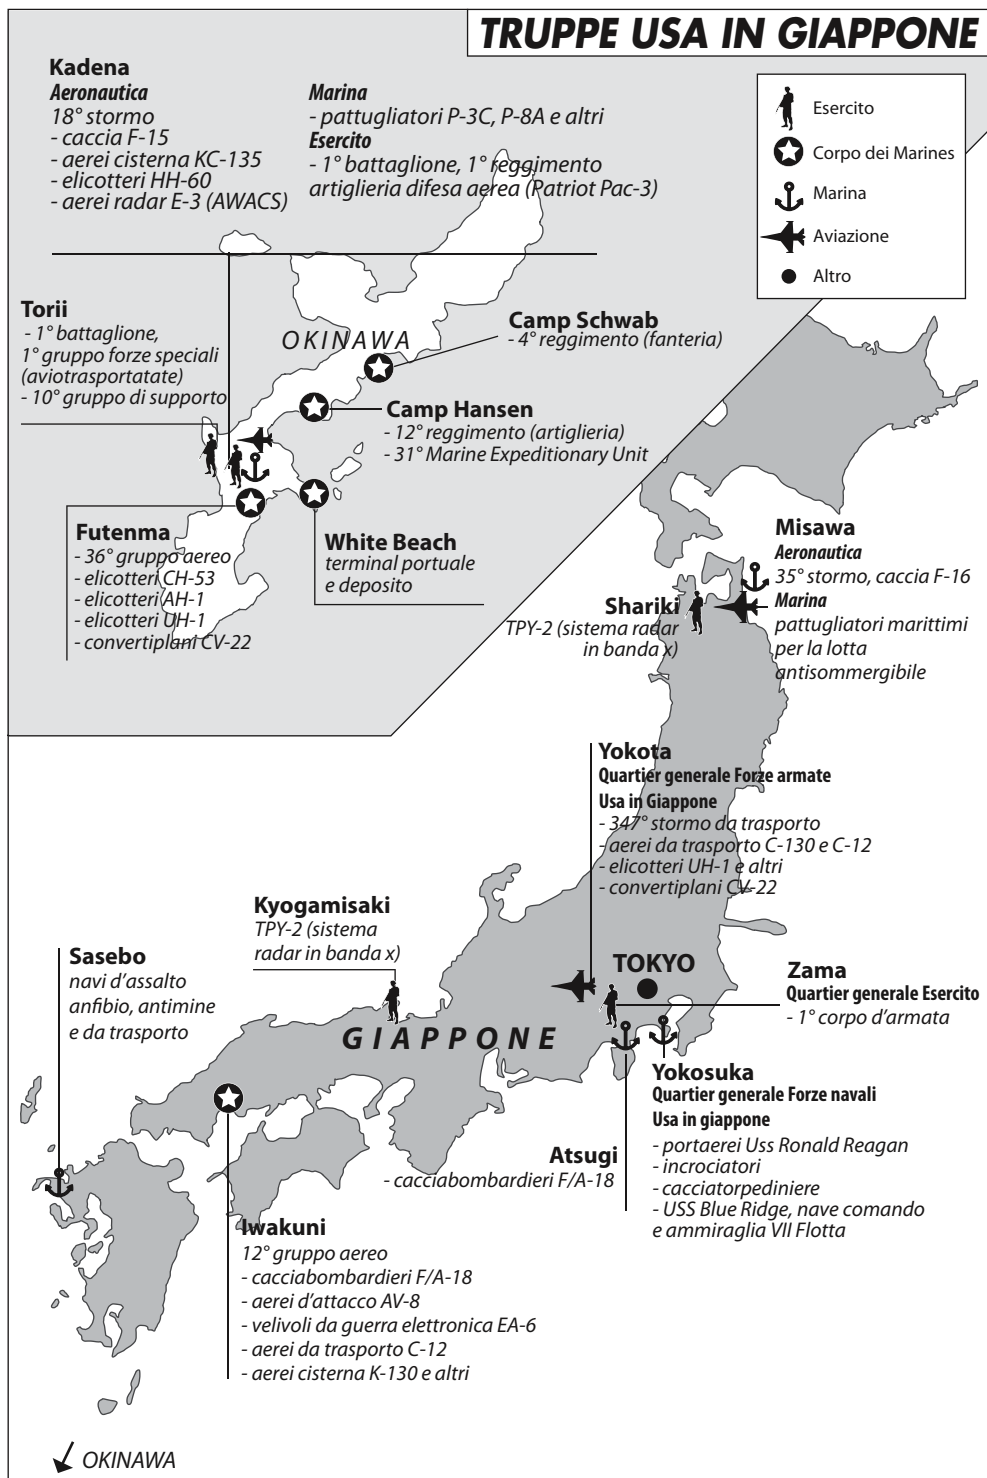 TRUPPE USA IN GIAPPONE
Kadena
Aeronautica
18° stormo
- caccia F-15
- aerei cisterna KC-135
- elicotteri HH-60
- aerei radar E-3 (AWACS)
Marina
- pattugliatori P-3C, P-8A e altri
Esercito
- 1° battaglione, 1° reggimento
artiglieria difesa aerea (Patriot Pac-3)
Esercito
Corpo dei Marines
Marina
Aviazione
Altro
Torii
- 1° battaglione,
1° gruppo forze speciali
(aviotrasportatate)
- 10° gruppo di supporto
OKINAWA
Camp Schwab
- 4° reggimento (fanteria)
Camp Hansen
- 12° reggimento (artiglieria)
- 31° Marine Expeditionary Unit
Futenma
- 36° gruppo aereo
- elicotteri CH-53
- elicotteri AH-1
- elicotteri UH-1
- convertiplani CV-22
White Beach
terminal portuale
e deposito
Misawa
Aeronautica
35° stormo, caccia F-16
Marina
pattugliatori marittimi
per la lotta
antisommergibile
Shariki
TPY-2 (sistema radar
in banda x)
Yokota
Quartier generale Forze armate
Usa in Giappone
- 347° stormo da trasporto
- aerei da trasporto C-130 e C-12
- elicotteri UH-1 e altri
- convertiplani CV-22
Kyogamisaki
TPY-2 (sistema
radar in banda x)
Sasebo
navi d'assalto
anfibio, antimine
e da trasporto
TOKYO
Zama
Quartier generale Esercito
- 1° corpo d'armata
GIAPPONE
Yokosuka
Quartier generale Forze navali
Usa in giappone
- portaerei Uss Ronald Reagan
- incrociatori
- cacciatorpediniere
- USS Blue Ridge, nave comando
e ammiraglia VII Flotta
Atsugi
- cacciabombardieri F/A-18
Iwakuni
12° gruppo aereo
- cacciabombardieri F/A-18
- aerei d'attacco AV-8
- velivoli da guerra elettronica EA-6
- aerei da trasporto C-12
- aerei cisterna K-130 e altri
OKINAWA